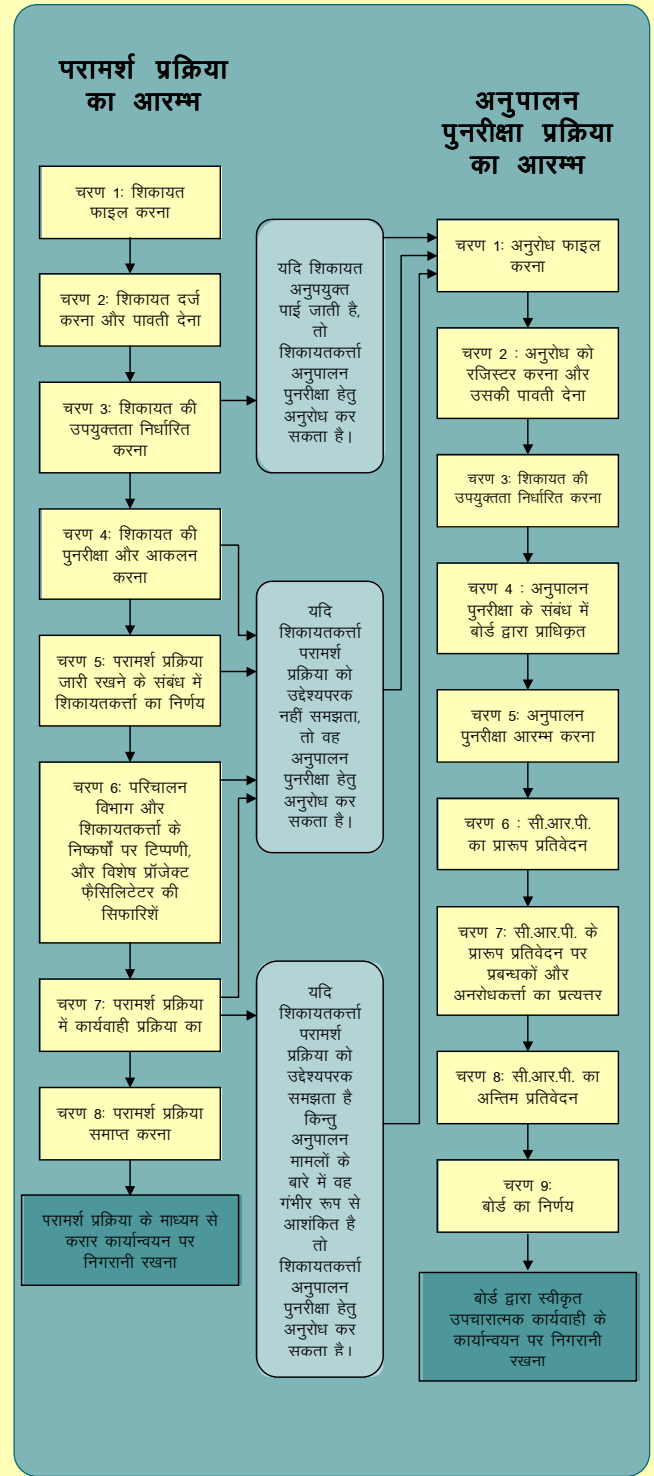 परामर्श प्रक्रिया
का आरम्भ
चरण 1: शिकायत
फाइल करना
चरण 2: शिकायत दर्ज
करना और पावती देना
चरण 3: शिकायत की
उपयुक्तता निर्धारित
करना
चरण 4: शिकायत की
पुनरीक्षा और आकलन
करना
चरण 5: परामर्श प्रक्रिया
जारी रखने के संबंध में
शिकायतकर्त्ता का निर्णय
चरण 6: परिचालन
विभाग और
शिकायतकर्त्ता के
निष्कर्षों पर टिप्पणी,
और विशेष प्रॉजेक्ट
फ़ैसिलिटेटर की
सिफारिशें
चरण 7: परामर्श प्रक्रिया
में कार्यवाही प्रक्रिया का
चरण 8: परामर्श प्रक्रिया
समाप्त करना
परामर्श प्रक्रिया के माध्यम से
करार कार्यान्वयन पर
निगरानी रखना
यदि शिकायत
अनुपयुक्त
पाई जाती है,
तो
शिकायतकर्त्ता
अनुपालन
पुनरीक्षा हेतु
अनुरोध कर
सकता है।
यदि
शिकायतकर्त्ता
परामर्श
प्रक्रिया को
उद्देश्यपरक
नहीं समझता,
तो वह
अनुपालन
पुनरीक्षा हेतु
अनुरोध कर
सकता है।
यदि
शिकायतकर्त्ता
परामर्श
प्रक्रिया को
उद्देश्यपरक
समझता है
किन्तु
अनुपालन
मामलों के
बारे में वह
गंभीर रूप से
आशंकित है
तो
शिकायतकर्त्ता
अनुपालन
पुनरीक्षा हेतु
अनुरोध कर
सकता है।
अनुपालन
पुनरीक्षा प्रक्रिया
का आरम्भ
चरण 1: अनुरोध फाइल
करना
चरण 2 : अनुरोध को
रजिस्टर करना और
उसकी पावती देना
चरण 3: शिकायत की
उपयुक्तता निर्धारित करना
चरण 4 : अनुपालन
पुनरीक्षा के संबंध में
बोर्ड द्वारा प्राधिकृत
चरण 5: अनुपालन
पुनरीक्षा आरम्भ करना
चरण 6 : सी.आर.पी.
का प्रारूप प्रतिवेदन
चरण 7: सी.आर.पी. के
प्रारूप प्रतिवेदन पर
प्रबन्धकों और
अनरोधकर्त्ता का प्रत्यत्तर
चरण 8: सी.आर.पी. का
अन्तिम प्रतिवेदन
चरण 9:
बोर्ड का निर्णय
बोर्ड द्वारा स्वीकृत
उपचारात्मक कार्यवाही के
कार्यान्वयन पर निगरानी
रखना